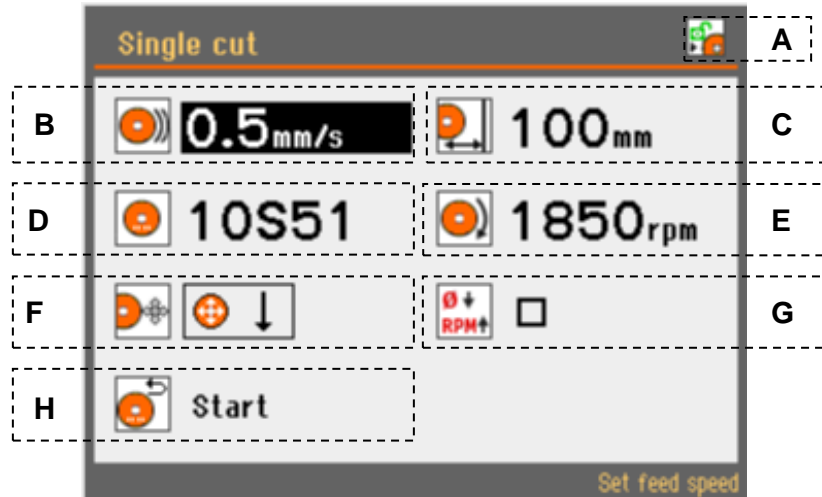 Single cut
A
B
0.5mm/s
100mm
C
D
10S51
1850rpm
E
F
Ø
RPM
G
H
Start
Set feed speed